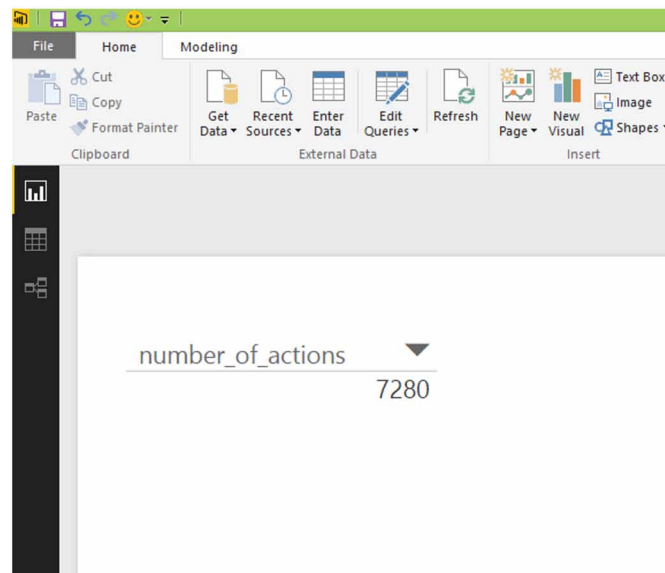 File Home Modeling
Cut
Copy
Format Painter
Paste
Clipboard
Get Data
Recent Sources
Enter Data
Edit Queries
Refresh
External Data
New Page
New Visual
Text Box
Image
Shapes
Insert
number_of_actions
7280